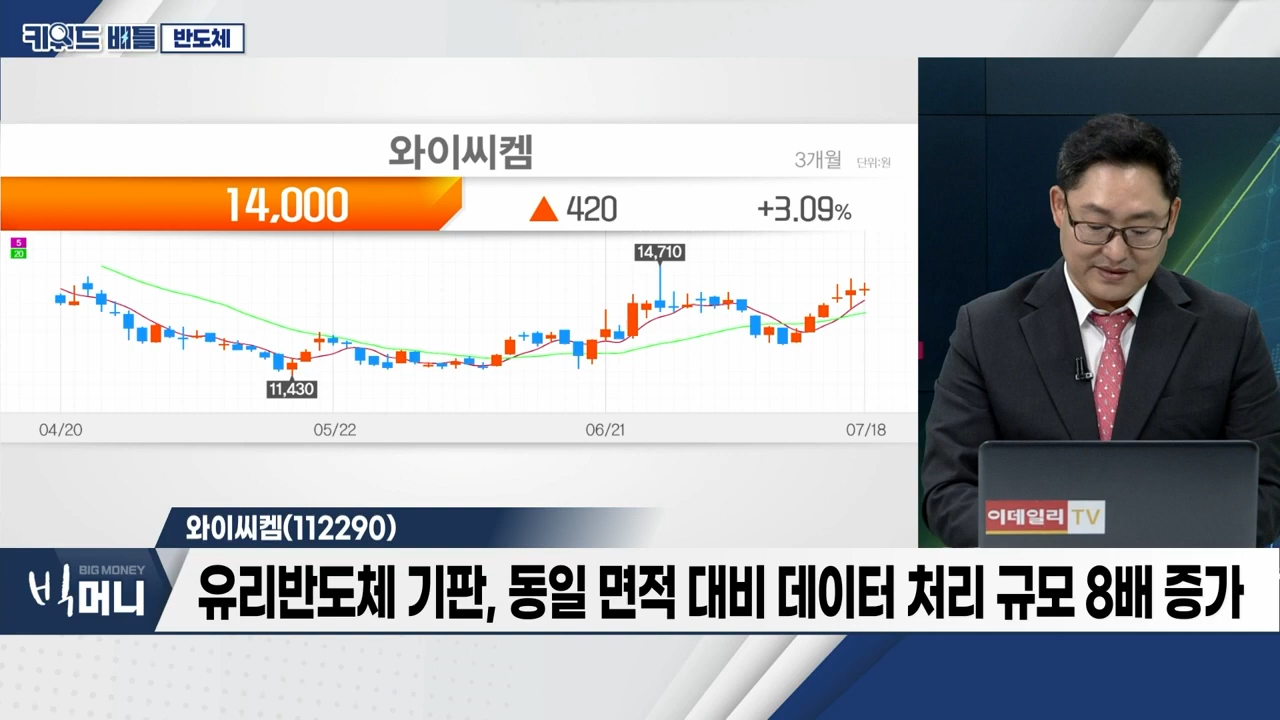 키워드 배틀 반도체
와이씨켐
3개월 단위:원
14,000 ▲ 420 +3.09%
5
20
14,710
11,430
04/20 05/22 06/21 07/18
이데일리 TV
와이씨켐(112290)
BIG MONEY
빅머니
유리반도체 기판, 동일 면적 대비 데이터 처리 규모 8배 증가